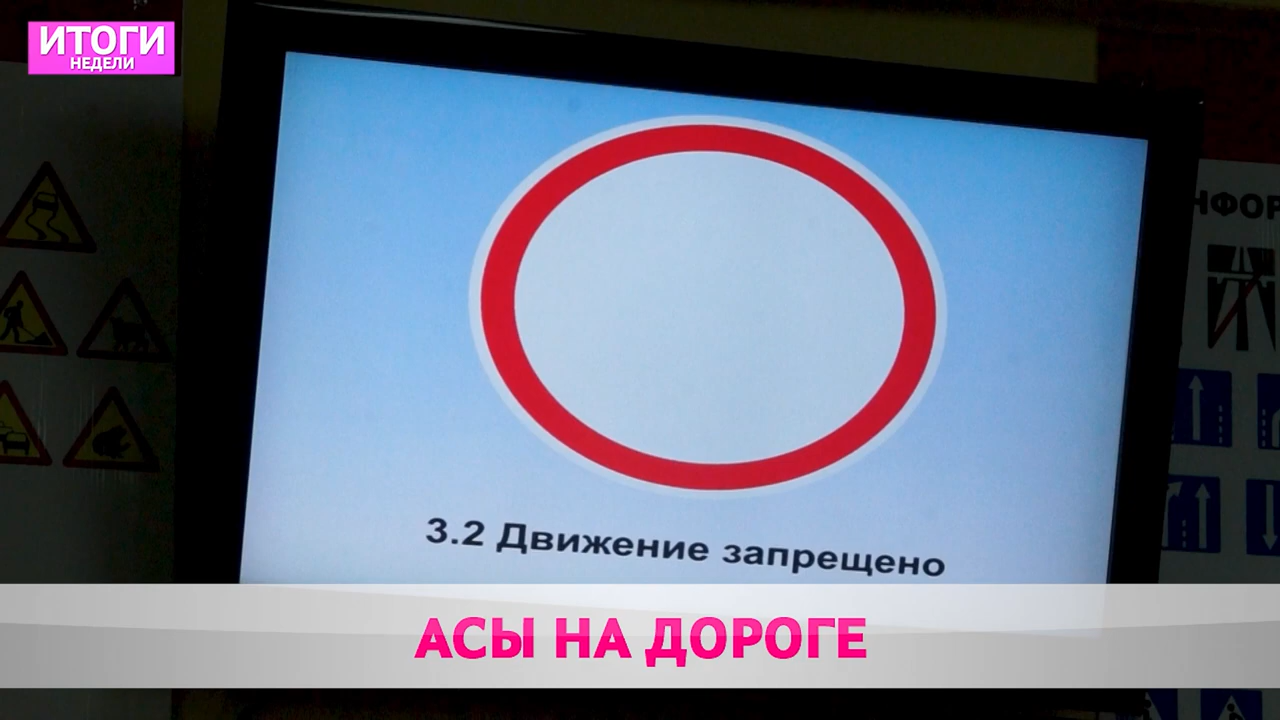 ИТОГИ
НЕДЕЛИ
3.2 Движение запрещено
АСЫ НА ДОРОГЕ